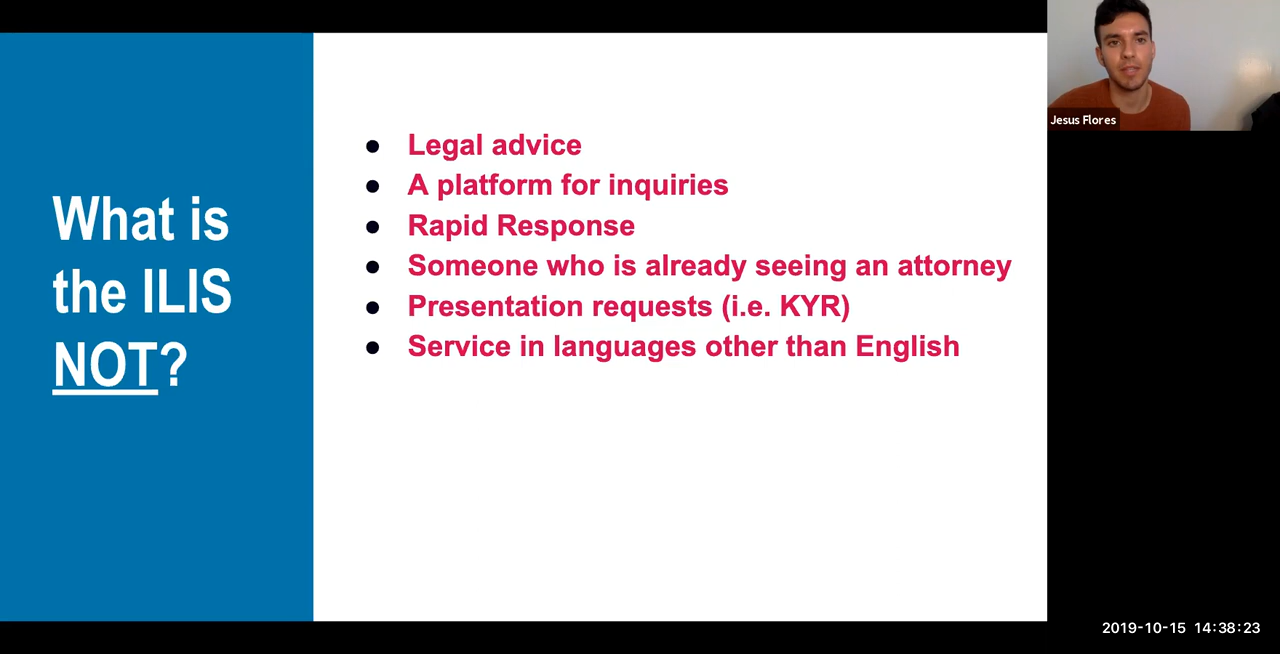 What is
the ILIS
NOT?
● Legal advice
● A platform for inquiries
● Rapid Response
● Someone who is already seeing an attorney
● Presentation requests (i.e. KYR)
● Service in languages other than English
Jesus Flores
2019-10-15 14:38:23